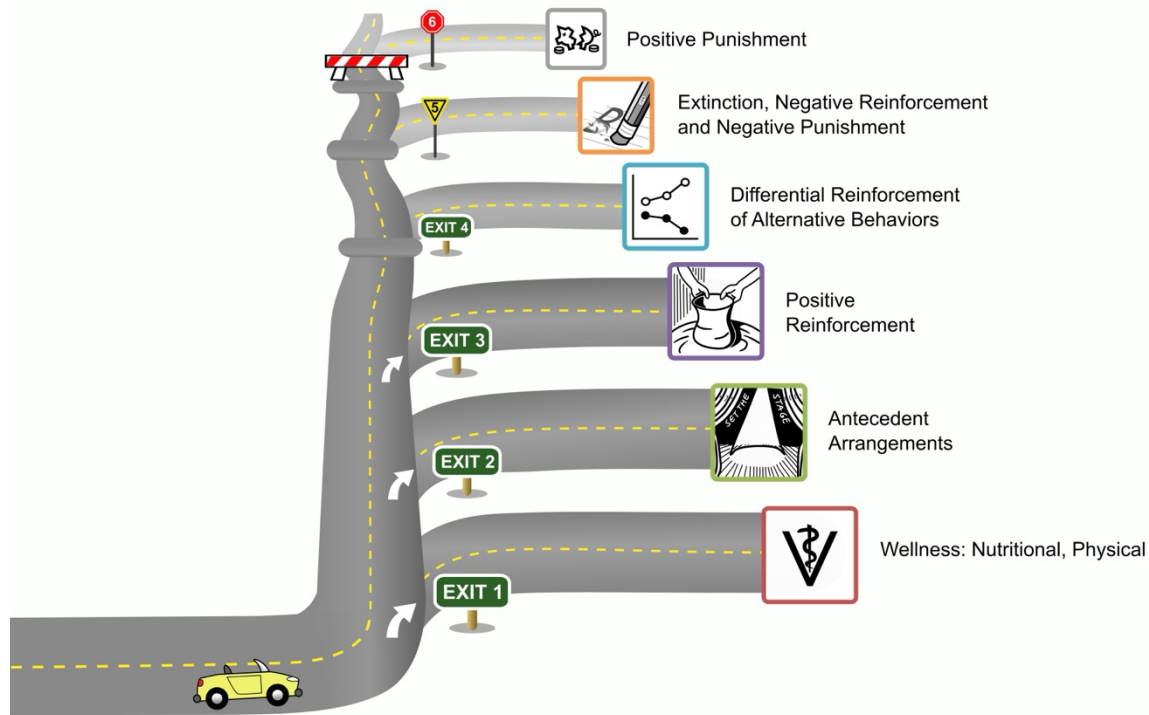 6
Positive Punishment
5
Extinction, Negative Reinforcement
and Negative Punishment
Differential Reinforcement
of Alternative Behaviors
EXIT 4
Positive
Reinforcement
EXIT 3
SET THE STAGE
Antecedent
Arrangements
EXIT 2
V
Wellness: Nutritional, Physical
EXIT 1